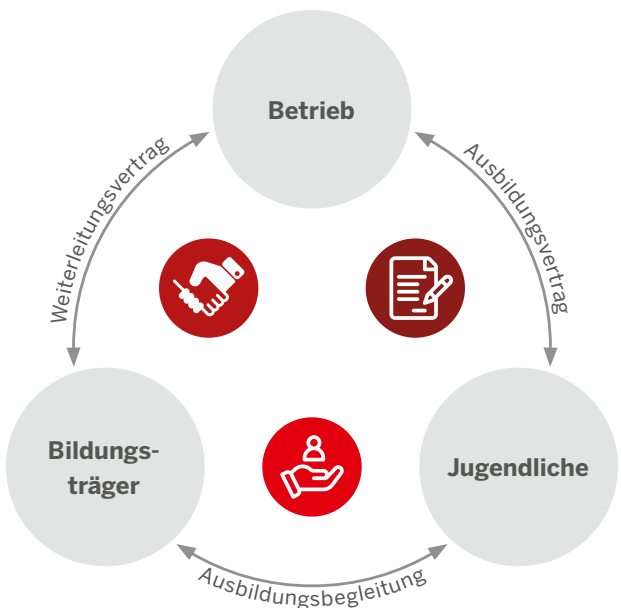 Betrieb
Weiterleitungsvertrag
Ausbildungsvertrag
Bildungs-
träger
Jugendliche
Ausbildungsbegleitung